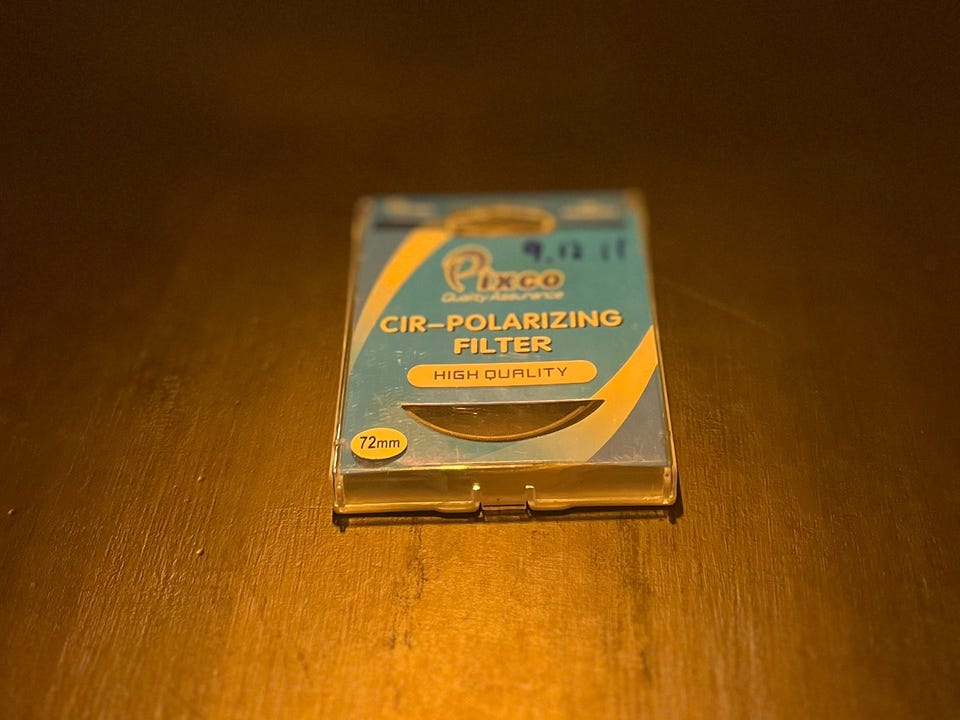 9.12 11
Pixco
Quality Assurance
CIR-POLARIZING
FILTER
HIGH QUALITY
72mm